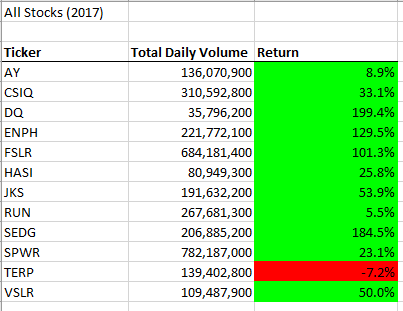 All Stocks (2017)
Ticker Total Daily Volume Return
AY 136,070,900 8.9%
CSIQ 310,592,800 33.1%
DQ 35,796,200 199.4%
ENPH 221,772,100 129.5%
FSLR 684,181,400 101.3%
HASI 80,949,300 25.8%
JKS 191,632,200 53.9%
RUN 267,681,300 5.5%
SEDG 206,885,200 184.5%
SPWR 782,187,000 23.1%
TERP 139,402,800 -7.2%
VSLR 109,487,900 50.0%